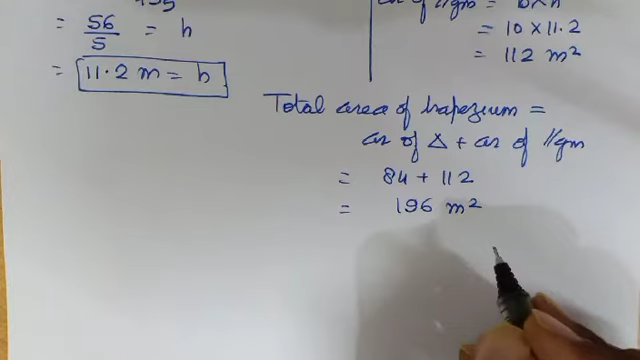 = 56/5 = h
= 11.2 m = h
= 10 × 11.2
= 112 m²
Total area of trapezium =
ar of Δ + ar of //gm
= 84 + 112
= 196 m²